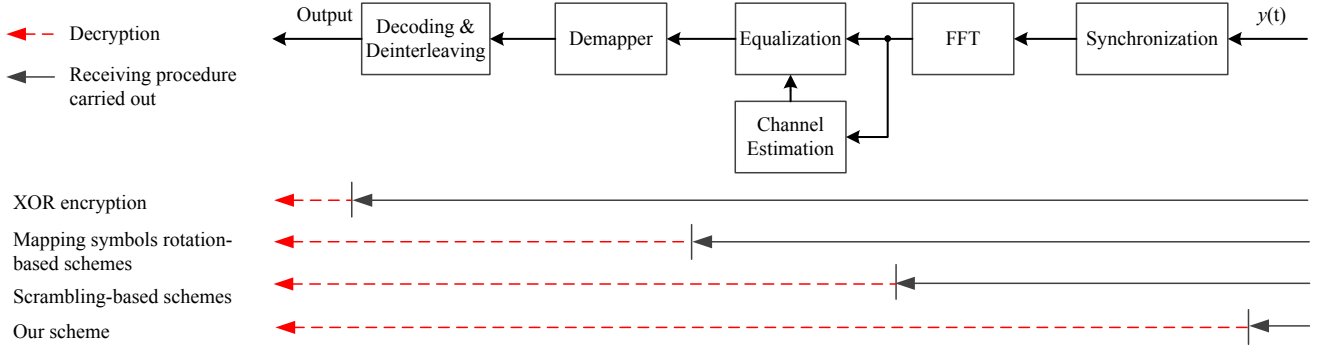 Output
y(t)
Decryption
Receiving procedure
carried out
Decoding &
Deinterleaving
Demapper
Equalization
FFT
Synchronization
Channel
Estimation
XOR encryption
Mapping symbols rotation-
based schemes
Scrambling-based schemes
Our scheme